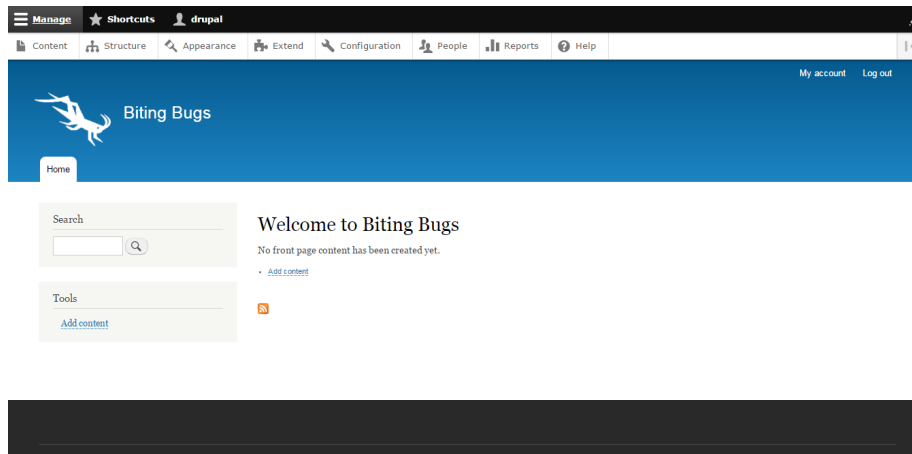 Manage Shortcuts drupal
Content Structure Appearance Extend Configuration People Reports Help
My account Log out
Biting Bugs
Home
Search
Welcome to Biting Bugs
No front page content has been created yet.
Add content
Tools
Add content